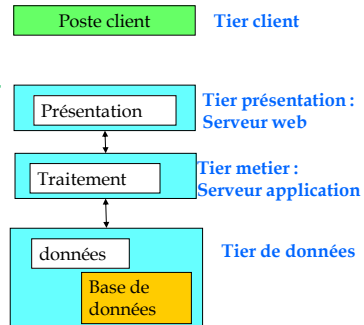 Poste client
Tier client
Présentation
Tier présentation :
Serveur web
Traitement
Tier metier :
Serveur application
données
Tier de données
Base de
données